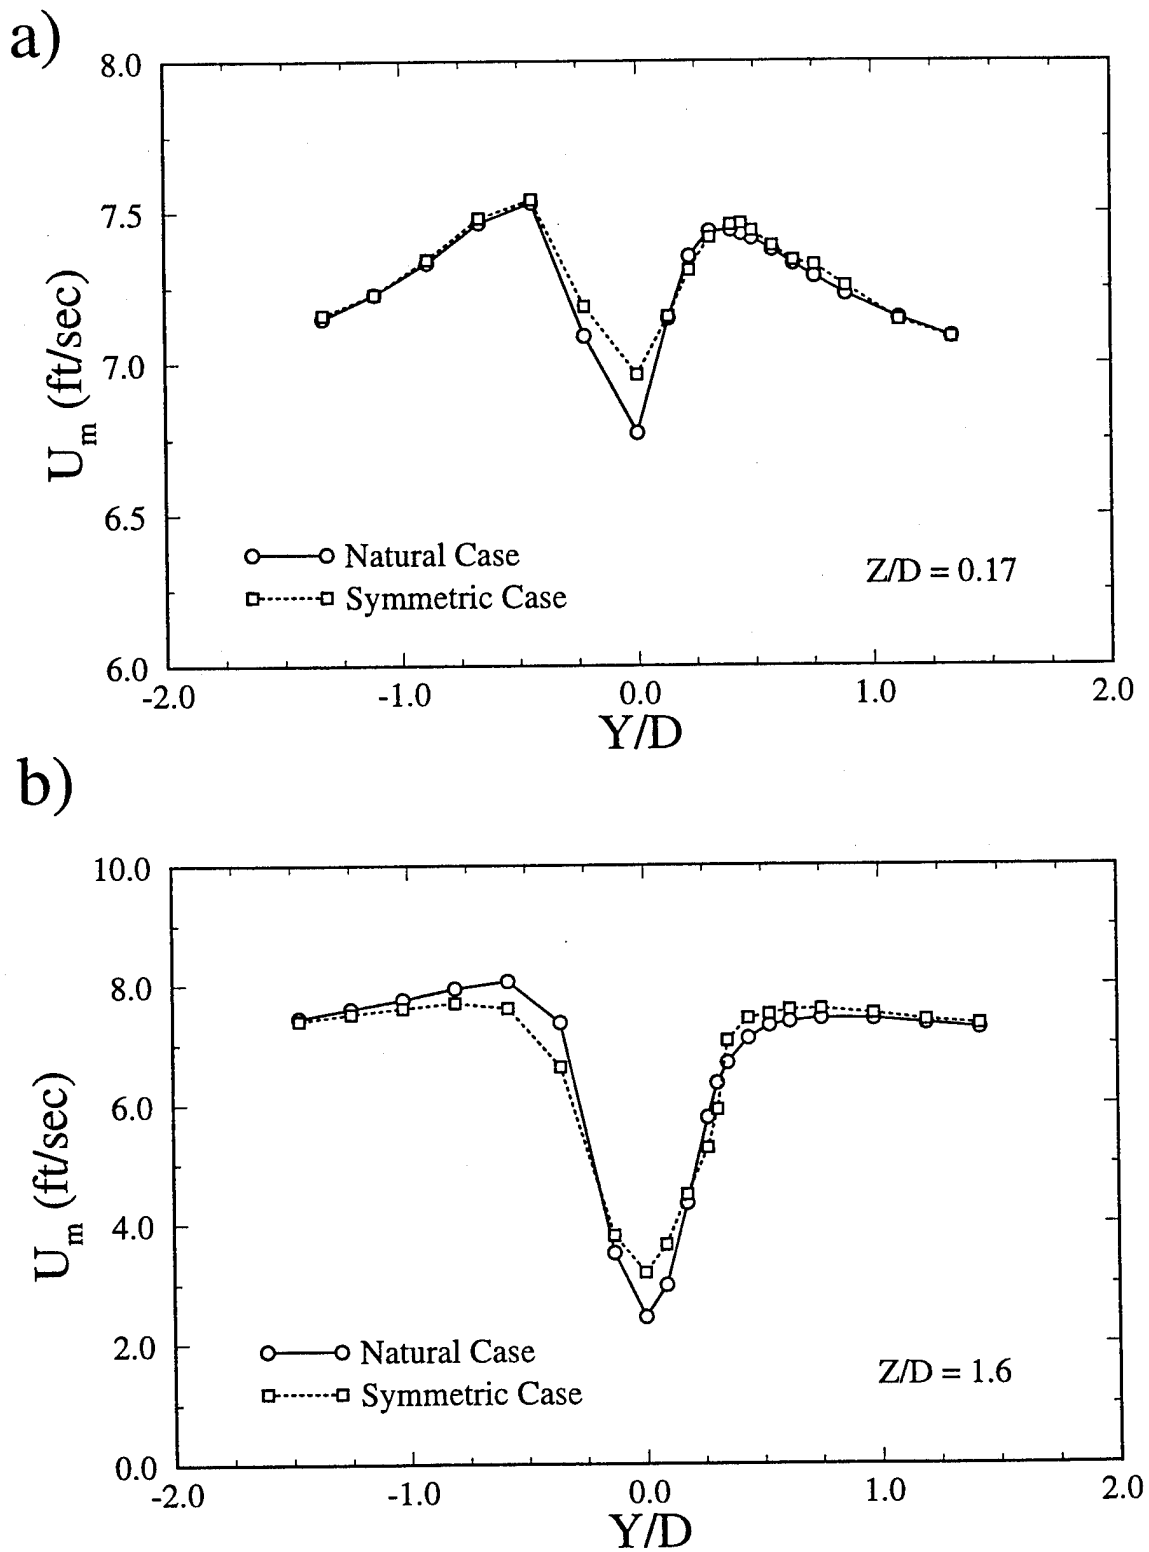 a)
8.0
7.5
7.0
6.5
6.0
U_m (ft/sec)
Natural Case
Symmetric Case
Z/D = 0.17
-2.0 -1.0 0.0 1.0 2.0
Y/D
b)
10.0
8.0
6.0
4.0
2.0
0.0
U_m (ft/sec)
Natural Case
Symmetric Case
Z/D = 1.6
-2.0 -1.0 0.0 1.0 2.0
Y/D